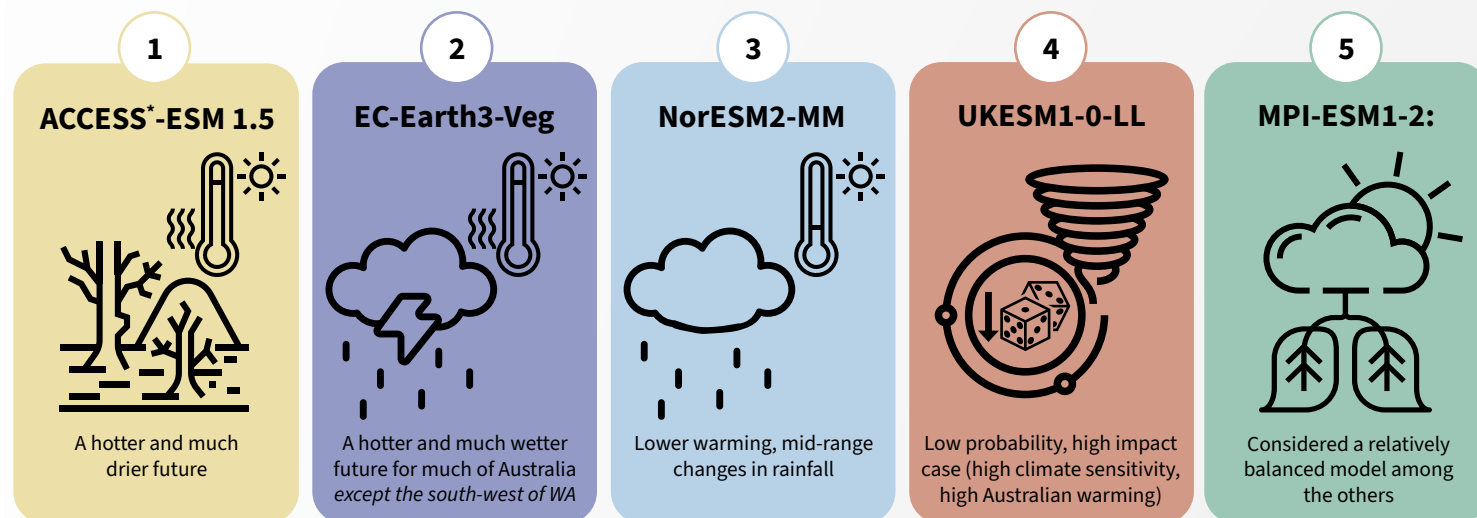 1
ACCESS*-ESM 1.5
A hotter and much
drier future
2
EC-Earth3-Veg
A hotter and much wetter
future for much of Australia
except the south-west of WA
3
NorESM2-MM
Lower warming, mid-range
changes in rainfall
4
UKESM1-0-LL
Low probability, high impact
case (high climate sensitivity,
high Australian warming)
5
MPI-ESM1-2:
Considered a relatively
balanced model among
the others